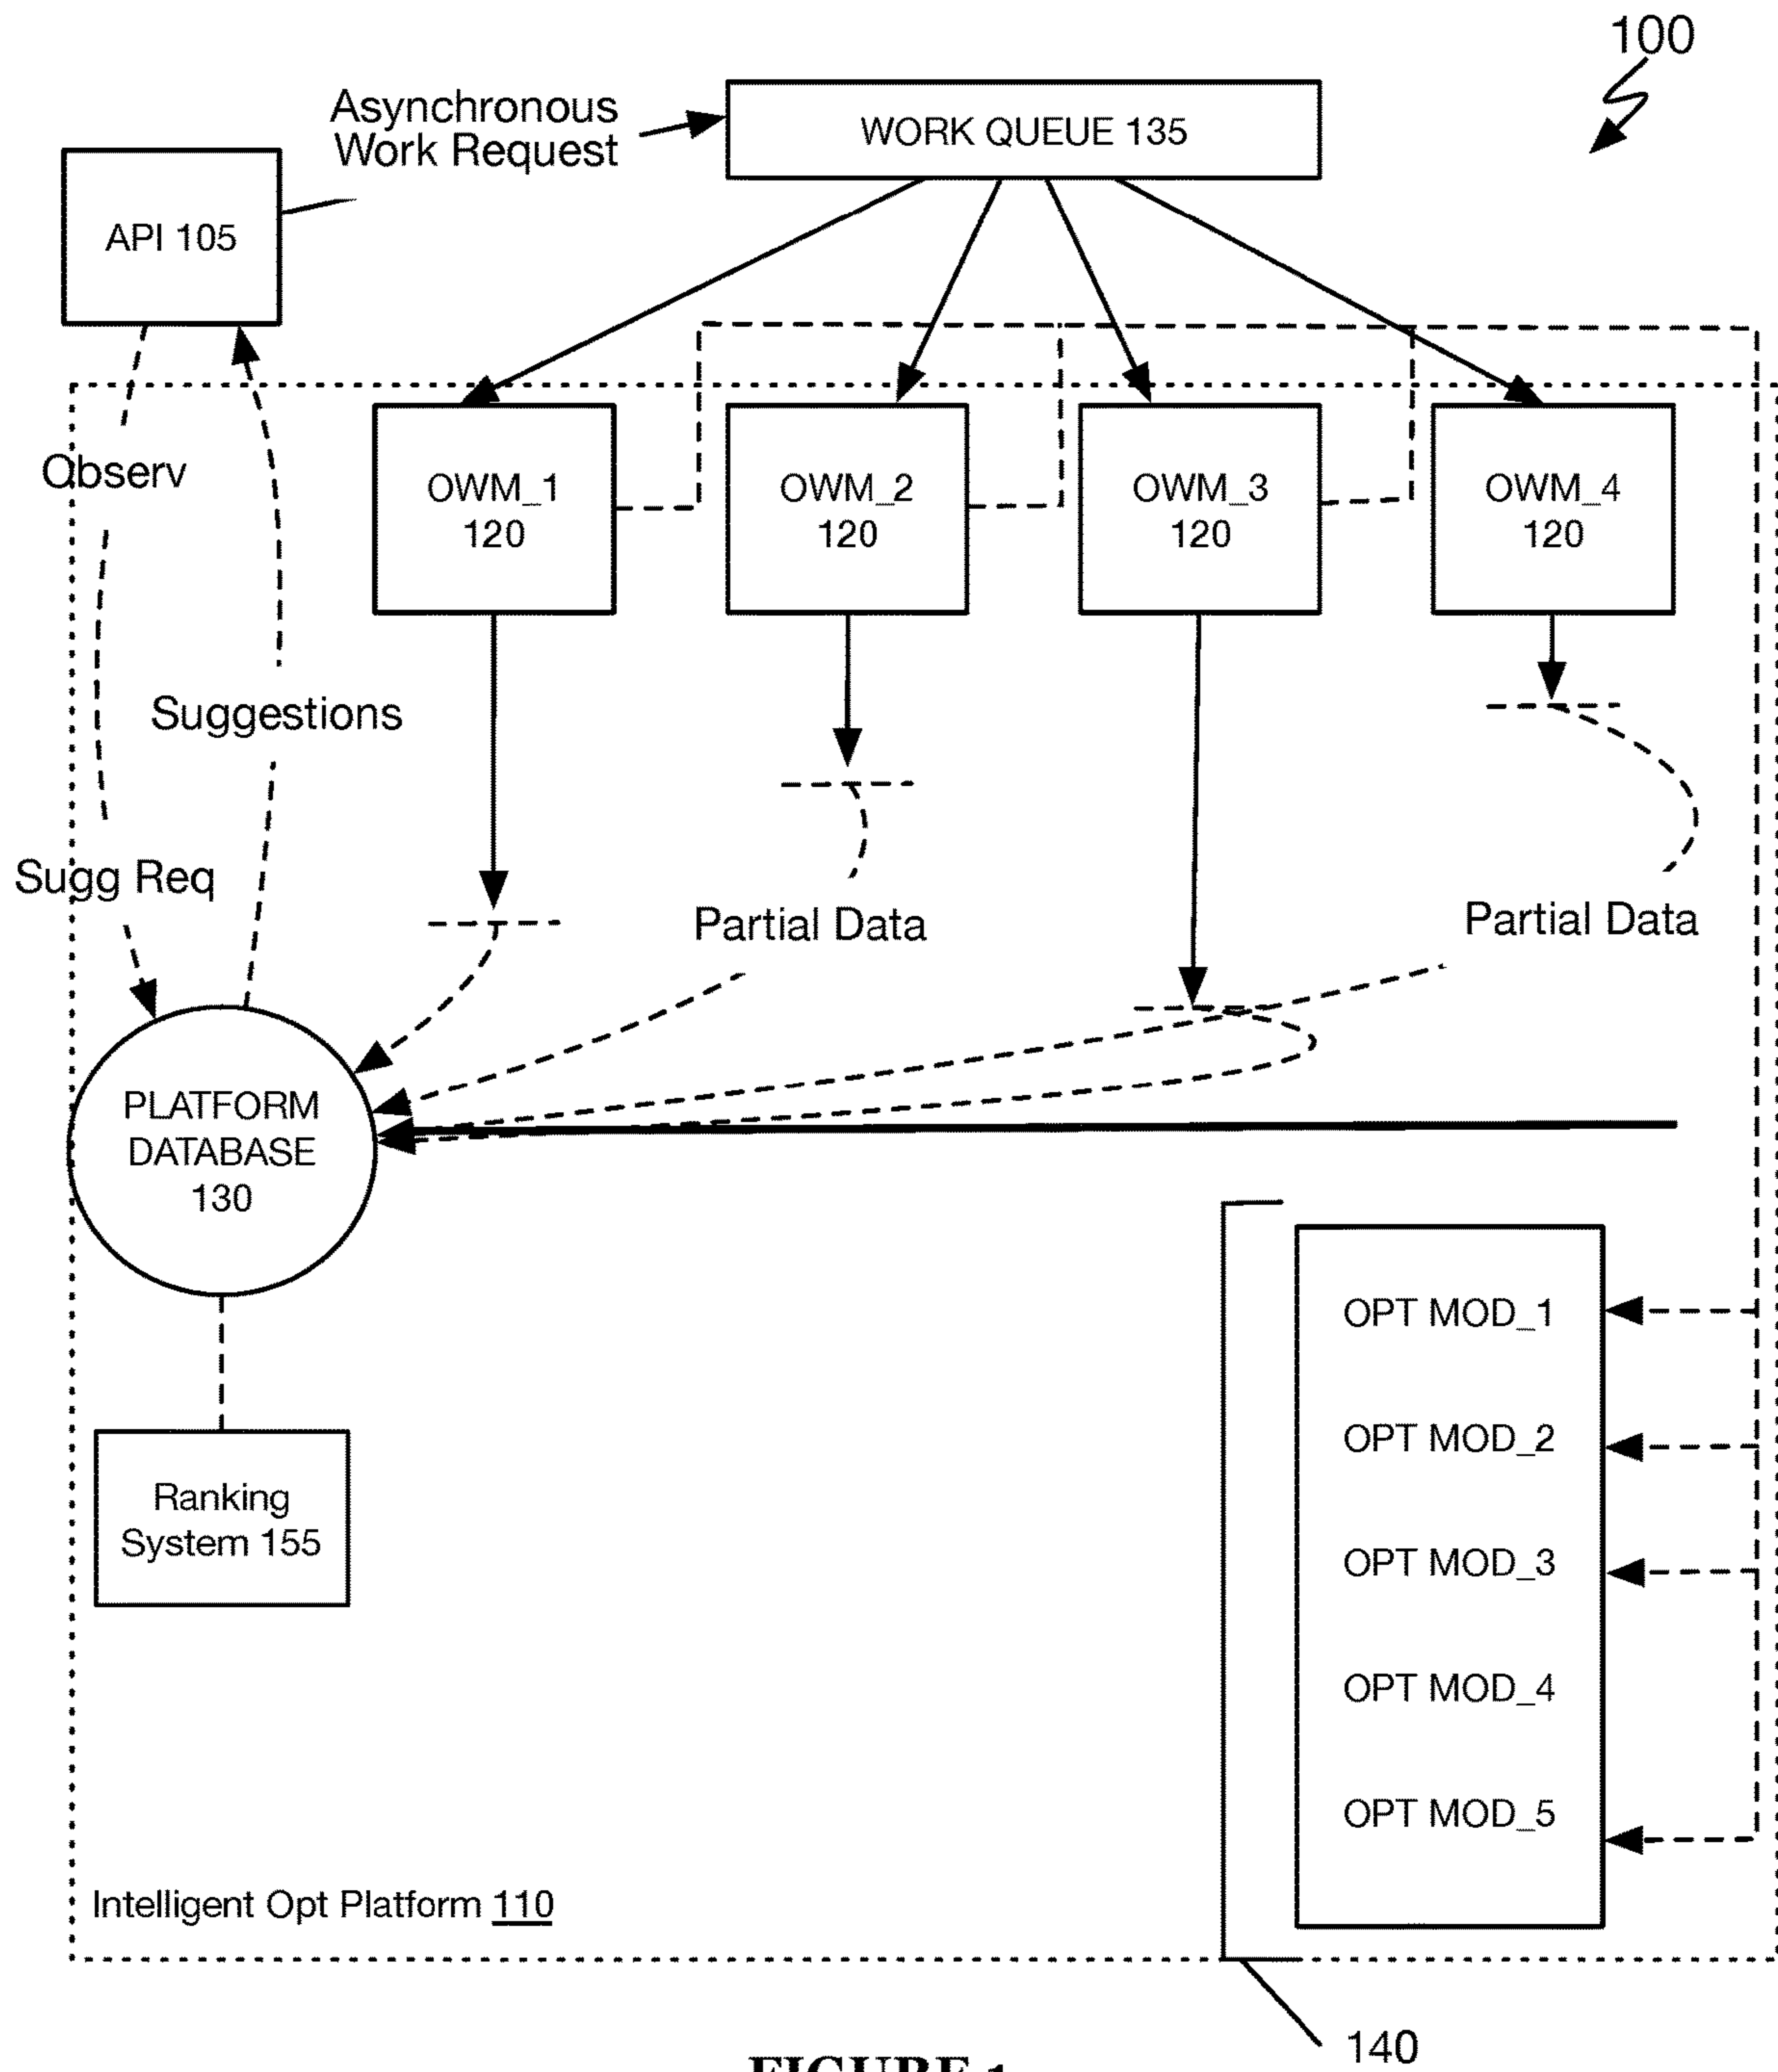 100
Asynchronous
Work Request
WORK QUEUE 135
API 105
Observ
OWM_1
120
OWM_2
120
OWM_3
120
OWM_4
120
Suggestions
Sugg Req
Partial Data
Partial Data
PLATFORM
DATABASE
130
OPT MOD_1
OPT MOD_2
OPT MOD_3
OPT MOD_4
OPT MOD_5
Ranking
System 155
Intelligent Opt Platform 110
140
FIGURE 1